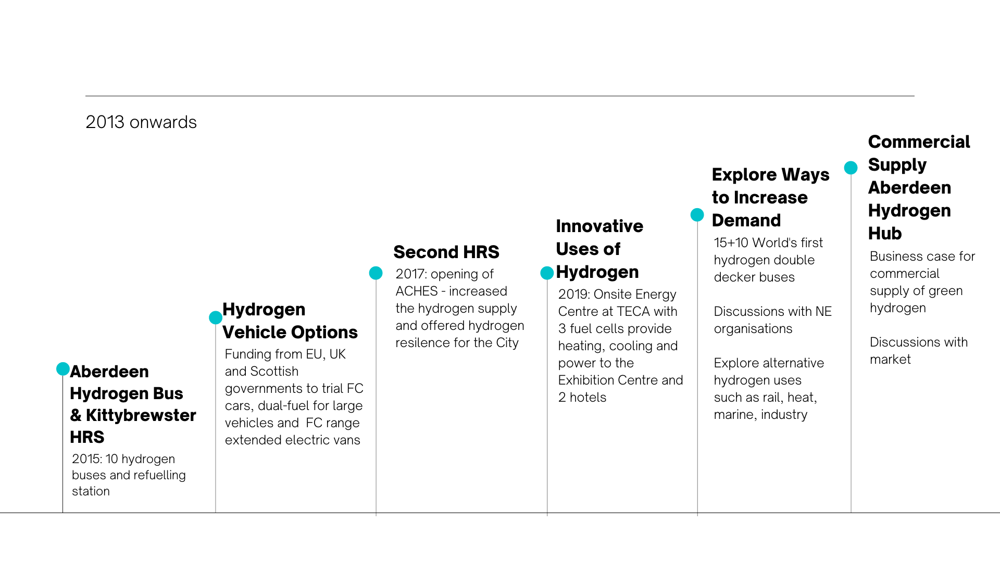 2013 onwards
Aberdeen
Hydrogen Bus
& Kittybrewster
HRS
2015: 10 hydrogen
buses and refuelling
station
Hydrogen
Vehicle Options
Funding from EU, UK
and Scottish
governments to trial FC
cars, dual-fuel for large
vehicles and  FC range
extended electric vans
Second HRS
2017: opening of
ACHES - increased
the hydrogen supply
and offered hydrogen
resilence for the City
Innovative
Uses of
Hydrogen
2019: Onsite Energy
Centre at TECA with
3 fuel cells provide
heating, cooling and
power to the
Exhibition Centre and
2 hotels
Explore Ways
to Increase
Demand
15+10 World's first
hydrogen double
decker buses
Discussions with NE
organisations
Explore alternative
hydrogen uses
such as rail, heat,
marine, industry
Commercial
Supply
Aberdeen
Hydrogen
Hub
Business case for
commercial
supply of green
hydrogen
Discussions with
market